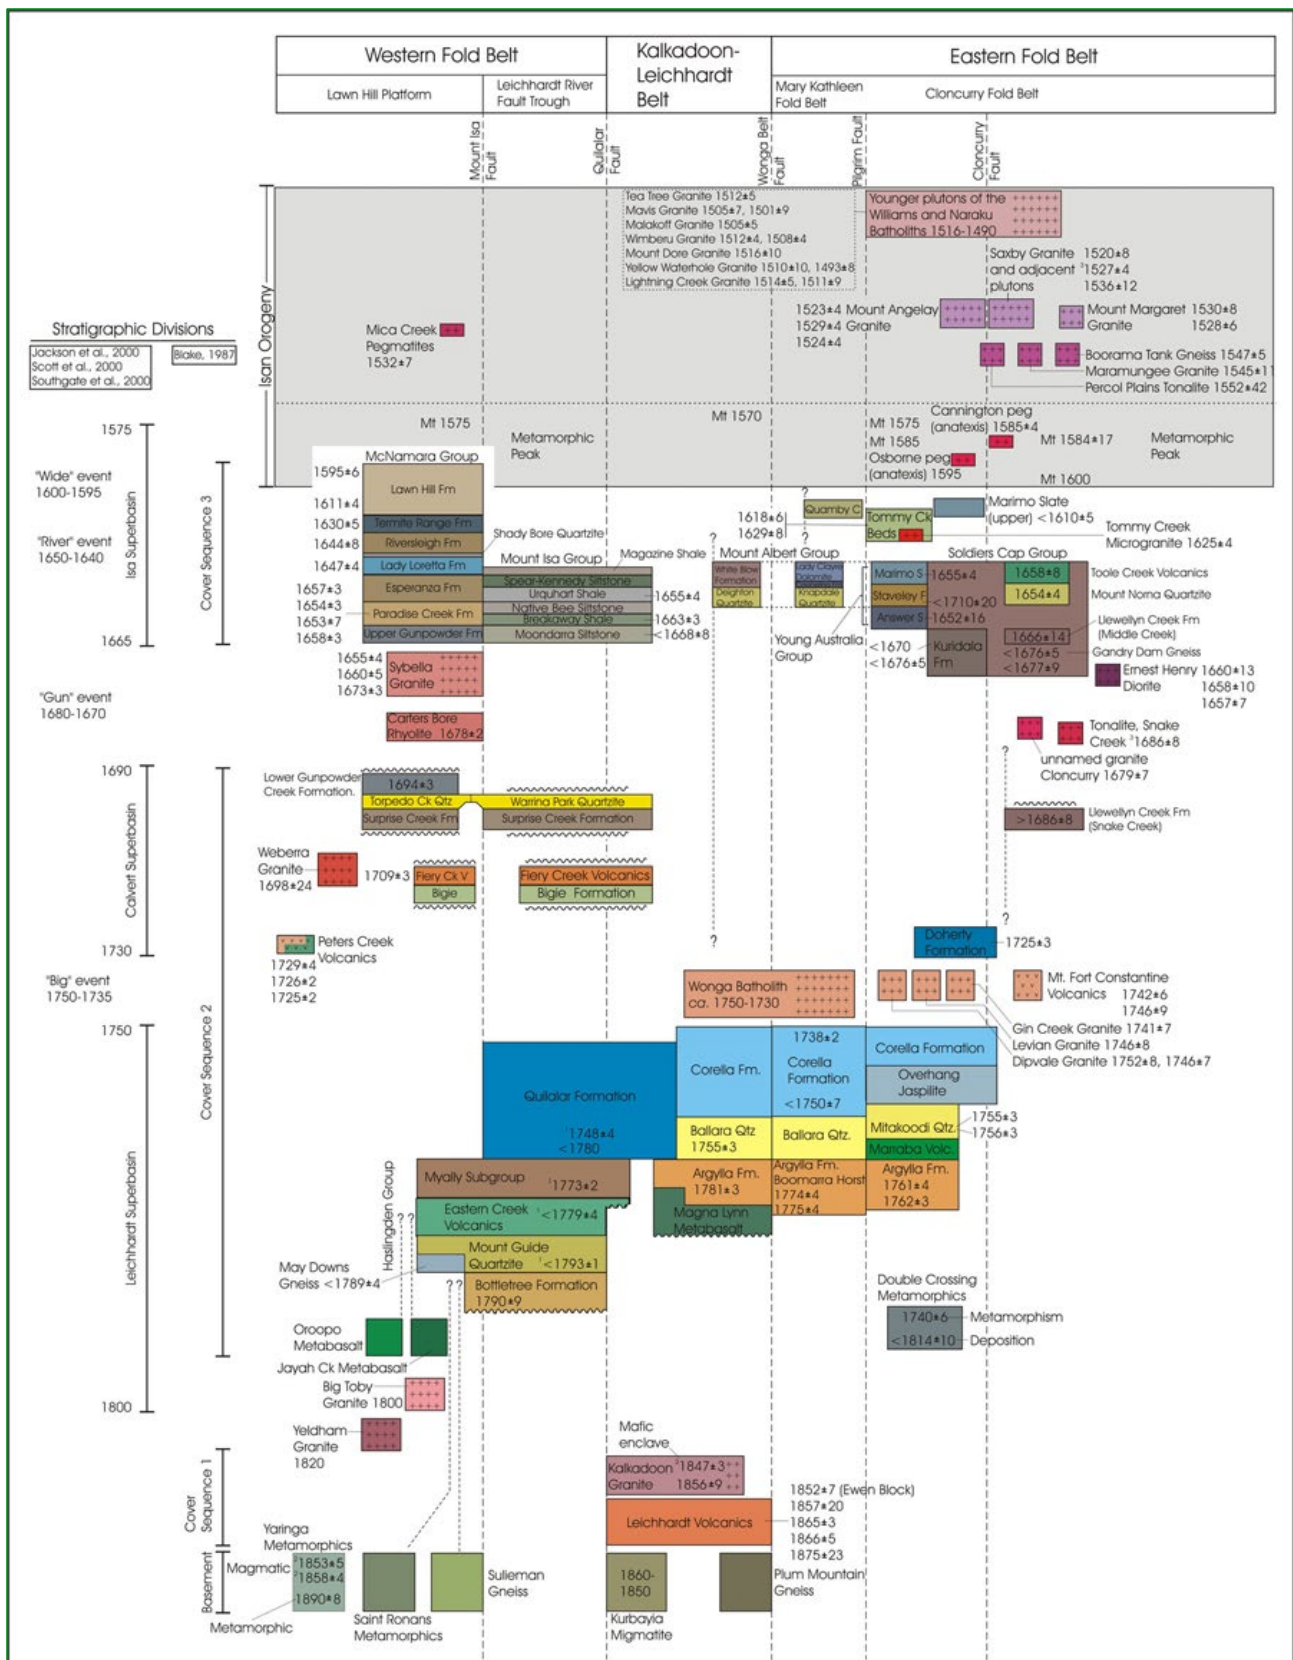 Western Fold Belt
Kalkadoon-
Leichhardt
Belt
Eastern Fold Belt
Lawn Hill Platform
Leichhardt River
Fault Trough
Mary Kathleen
Fold Belt
Cloncurry Fold Belt
Mount Isa
Fault
Quilalar
Fault
Wonga Belt
Fault
Pilgrim Fault
Cloncurry
Fault
Isan Orogeny
Tea Tree Granite 1512±5
Mavis Granite 1505±7, 1501±9
Malakoff Granite 1505±5
Wimberu Granite 1512±4, 1508±4
Mount Dore Granite 1516±10
Yellow Waterhole Granite 1510±10, 1493±8
Lightning Creek Granite 1514±5, 1511±9
Younger plutons of the
Williams and Naraku
Batholiths 1516-1490
Saxby Granite 1520±8
and adjacent ³1527±4
plutons 1536±12
1523±4 Mount Angelay
1529±4 Granite
1524±4
Mount Margaret 1530±8
Granite 1528±6
Boorama Tank Gneiss 1547±5
Maramungee Granite 1545±11
Percol Plains Tonalite 1552±42
Mica Creek
Pegmatites
1532±7
Stratigraphic Divisions
Jackson et al., 2000
Scott et al., 2000
Southgate et al., 2000
Blake, 1987
Mt 1575
Metamorphic
Peak
Mt 1570
Mt 1575
Mt 1585
Osborne peg
(anatexis) 1595
Cannington peg
(anatexis) 1585±4
Mt 1584±17
Mt 1600
Metamorphic
Peak
1575
"Wide" event
1600-1595
"River" event
1650-1640
Isa Superbasin
1665
Cover Sequence 3
McNamara Group
1595±6
Lawn Hill Fm
1611±4
1630±5
Termite Range Fm
1644±8
Riversleigh Fm
1647±4
Lady Loretta Fm
Shady Bore Quartzite
1657±3
Esperanza Fm
1654±3
1653±7
Paradise Creek Fm
1658±3
Upper Gunpowder Fm
Mount Isa Group
Magazine Shale
Spear-Kennedy Siltstone
Urquhart Shale
1655±4
Native Bee Siltstone
Breakaway Shale
1663±3
Moondarra Siltstone
<1668±8
?
Quamby C
1618±6
1629±8
Tommy Ck
Beds
Marimo Slate
(upper) <1610±5
Tommy Creek
Microgranite 1625±4
?
Mount Albert Group
White Blow
Formation
Deighton
Quartzite
Lady Clayre
Dolomite
Knapdale
Quartzite
Young Australia
Group
Marimo S
1655±4
Staveley F
<1710±20
Answer S
1652±16
<1670
<1676±5
Kuridala
Fm
Soldiers Cap Group
1658±8
Toole Creek Volcanics
1654±4
Mount Norna Quartzite
1666±14
Llewellyn Creek Fm
(Middle Creek)
<1676±5
Gandry Dam Gneiss
<1677±9
Ernest Henry 1660±13
Diorite 1658±10
1657±7
1655±4
1660±5
1673±3
Sybella
Granite
"Gun" event
1680-1670
Carters Bore
Rhyolite 1678±2
Tonalite, Snake
Creek ³1686±8
unnamed granite
Cloncurry 1679±7
?
1690
Calvert Superbasin
1730
Lower Gunpowder
Creek Formation.
1694±3
Torpedo Ck Qtz
Surprise Creek Fm
Warrina Park Quartzite
Surprise Creek Formation
>1686±8
Llewellyn Creek Fm
(Snake Creek)
Weberra
Granite
1698±24
1709±3
Fiery Ck V
Bigie
Fiery Creek Volcanics
Bigie Formation
?
?
Doherty
Formation
1725±3
Peters Creek
Volcanics
1729±4
1726±2
1725±2
"Big" event
1750-1735
Cover Sequence 2
Wonga Batholith
ca. 1750-1730
Mt. Fort Constantine
Volcanics 1742±6
1746±9
Gin Creek Granite 1741±7
Levian Granite 1746±8
Dipvale Granite 1752±8, 1746±7
1750
Leichhardt Superbasin
1800
Quilalar Formation
¹1748±4
<1780
Corella Fm.
1738±2
Corella
Formation
<1750±7
Corella Formation
Overhang
Jaspilite
Ballara Qtz
1755±3
Ballara Qtz.
Mitakoodi Qtz.
1755±3
1756±3
Marraba Volc.
Argylla Fm.
1781±3
Magna Lynn
Metabasalt
Argylla Fm.
Boomarra Horst
1774±4
1775±4
Argylla Fm.
1761±4
1762±3
Haslingden Group
Myally Subgroup ¹1773±2
Eastern Creek
Volcanics ¹<1779±4
Mount Guide
Quartzite ¹<1793±1
Bottletree Formation
1790±9
? ?
? ?
May Downs
Gneiss <1789±4
Oroopo
Metabasalt
Jayah Ck Metabasalt
Double Crossing
Metamorphics
1740±6
Metamorphism
<1814±10
Deposition
Big Toby
Granite 1800
Yeldham
Granite
1820
Cover
Sequence 1
Mafic
enclave
Kalkadoon ²1847±3
Granite 1856±9
Leichhardt Volcanics
1852±7 (Ewen Block)
1857±20
1865±3
1866±5
1875±23
Basement
Yaringa
Metamorphics
Magmatic
²1853±5
²1858±4
1890±8
Metamorphic
Saint Ronans
Metamorphics
Sulieman
Gneiss
1860-
1850
Kurbayia
Migmatite
Plum Mountain
Gneiss